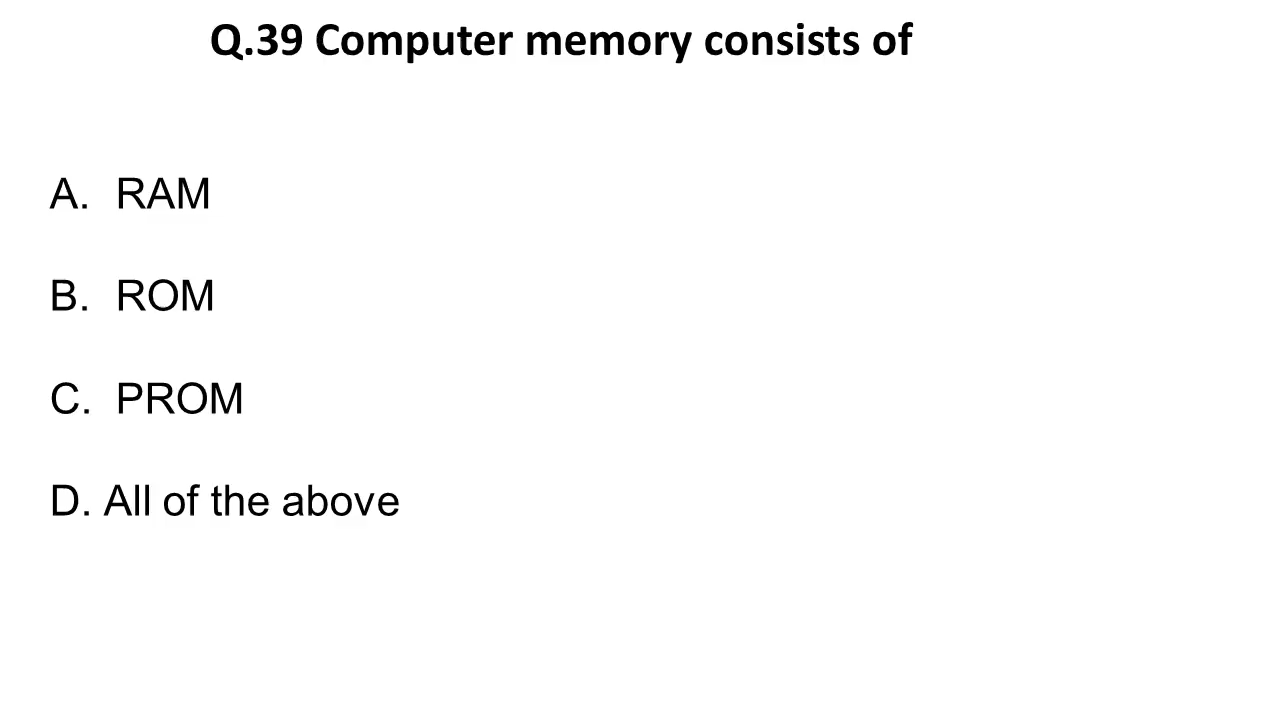 Q.39 Computer memory consists of
A. RAM
B. ROM
C. PROM
D. All of the above